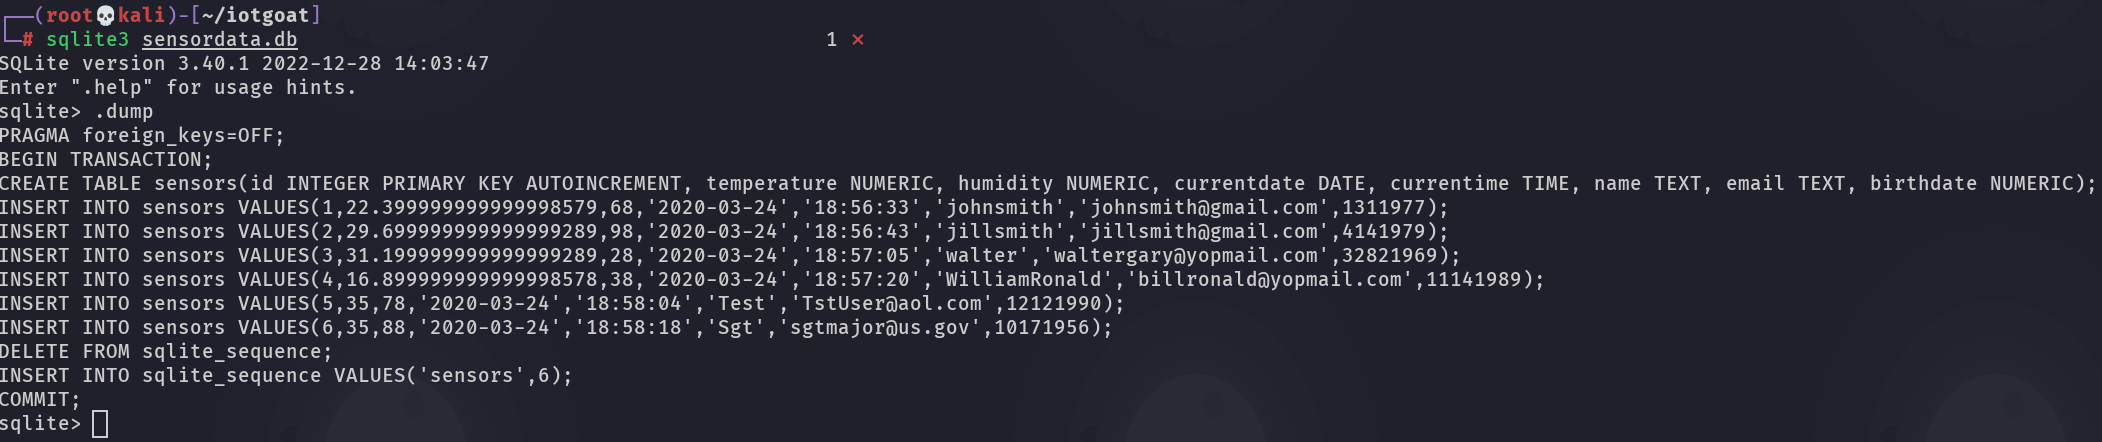 ┌──(root💀kali)-[~/iotgoat]
└─# sqlite3 sensordata.db 1 ⨯
SQLite version 3.40.1 2022-12-28 14:03:47
Enter ".help" for usage hints.
sqlite> .dump
PRAGMA foreign_keys=OFF;
BEGIN TRANSACTION;
CREATE TABLE sensors(id INTEGER PRIMARY KEY AUTOINCREMENT, temperature NUMERIC, humidity NUMERIC, currentdate DATE, currentime TIME, name TEXT, email TEXT, birthdate NUMERIC);
INSERT INTO sensors VALUES(1,22.399999999999998579,68,'2020-03-24','18:56:33','johnsmith','johnsmith@gmail.com',1311977);
INSERT INTO sensors VALUES(2,29.699999999999999289,98,'2020-03-24','18:56:43','jillsmith','jillsmith@gmail.com',4141979);
INSERT INTO sensors VALUES(3,31.199999999999999289,28,'2020-03-24','18:57:05','walter','waltergary@yopmail.com',32821969);
INSERT INTO sensors VALUES(4,16.899999999999998578,38,'2020-03-24','18:57:20','WilliamRonald','billronald@yopmail.com',11141989);
INSERT INTO sensors VALUES(5,35,78,'2020-03-24','18:58:04','Test','TstUser@aol.com',12121990);
INSERT INTO sensors VALUES(6,35,88,'2020-03-24','18:58:18','Sgt','sgtmajor@us.gov',10171956);
DELETE FROM sqlite_sequence;
INSERT INTO sqlite_sequence VALUES('sensors',6);
COMMIT;
sqlite>